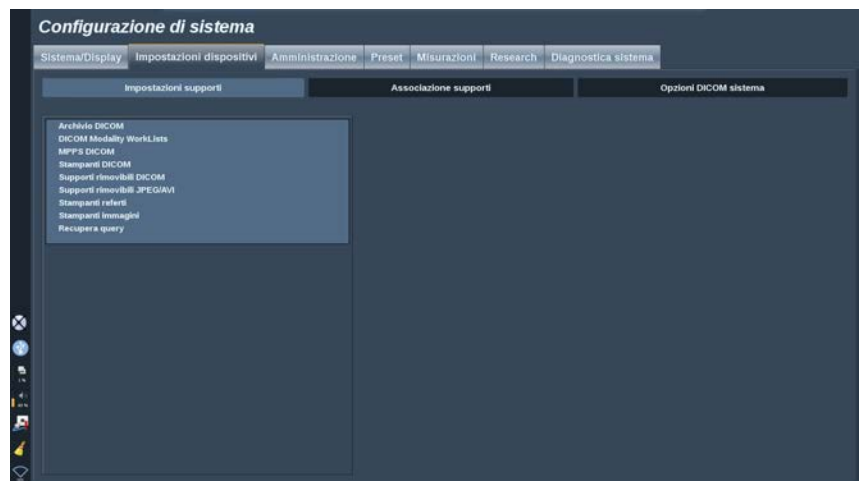 Configurazione di sistema
Sistema/Display Impostazioni dispositivi Amministrazione Preset Misurazioni Research Diagnostica sistema
Impostazioni supporti Associazione supporti Opzioni DICOM sistema
Archivio DICOM
DICOM Modality WorkLists
MPPS DICOM
Stampanti DICOM
Supporti rimovibili DICOM
Supporti rimovibili JPEG/AVI
Stampanti referti
Stampanti immagini
Recupera query